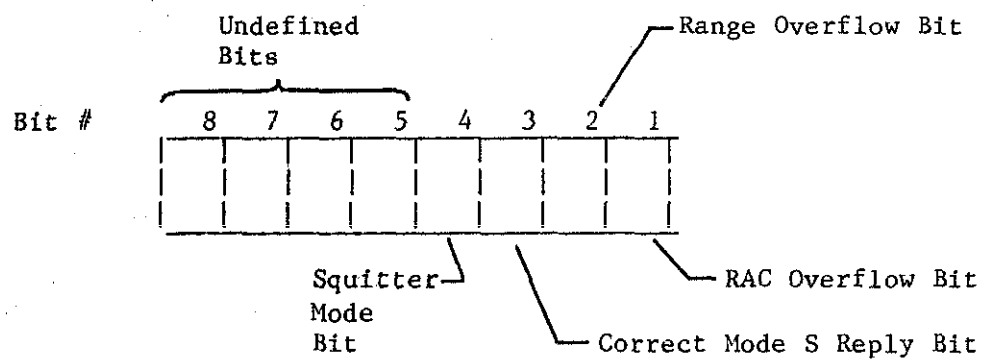 Undefined
Bits
Range Overflow Bit
Bit # 8 7 6 5 4 3 2 1
Squitter
Mode
Bit
RAC Overflow Bit
Correct Mode S Reply Bit